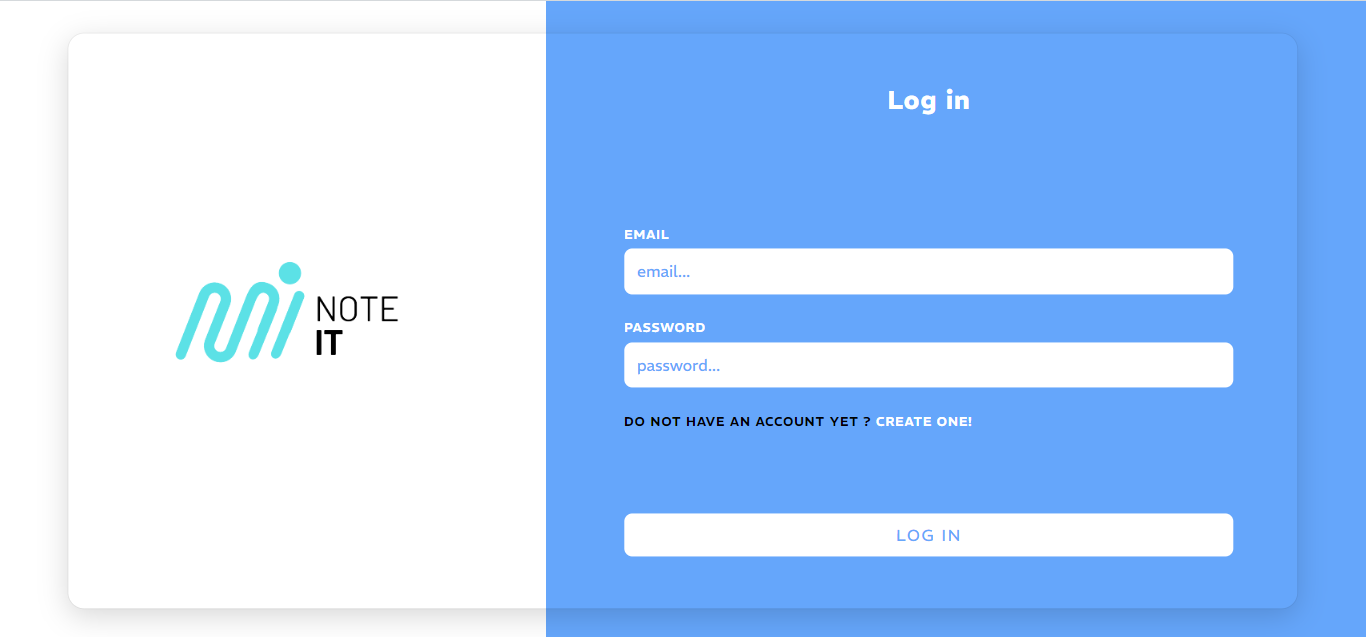 Log in
NOTE
IT
EMAIL
email...
PASSWORD
password...
DO NOT HAVE AN ACCOUNT YET ? CREATE ONE!
LOG IN